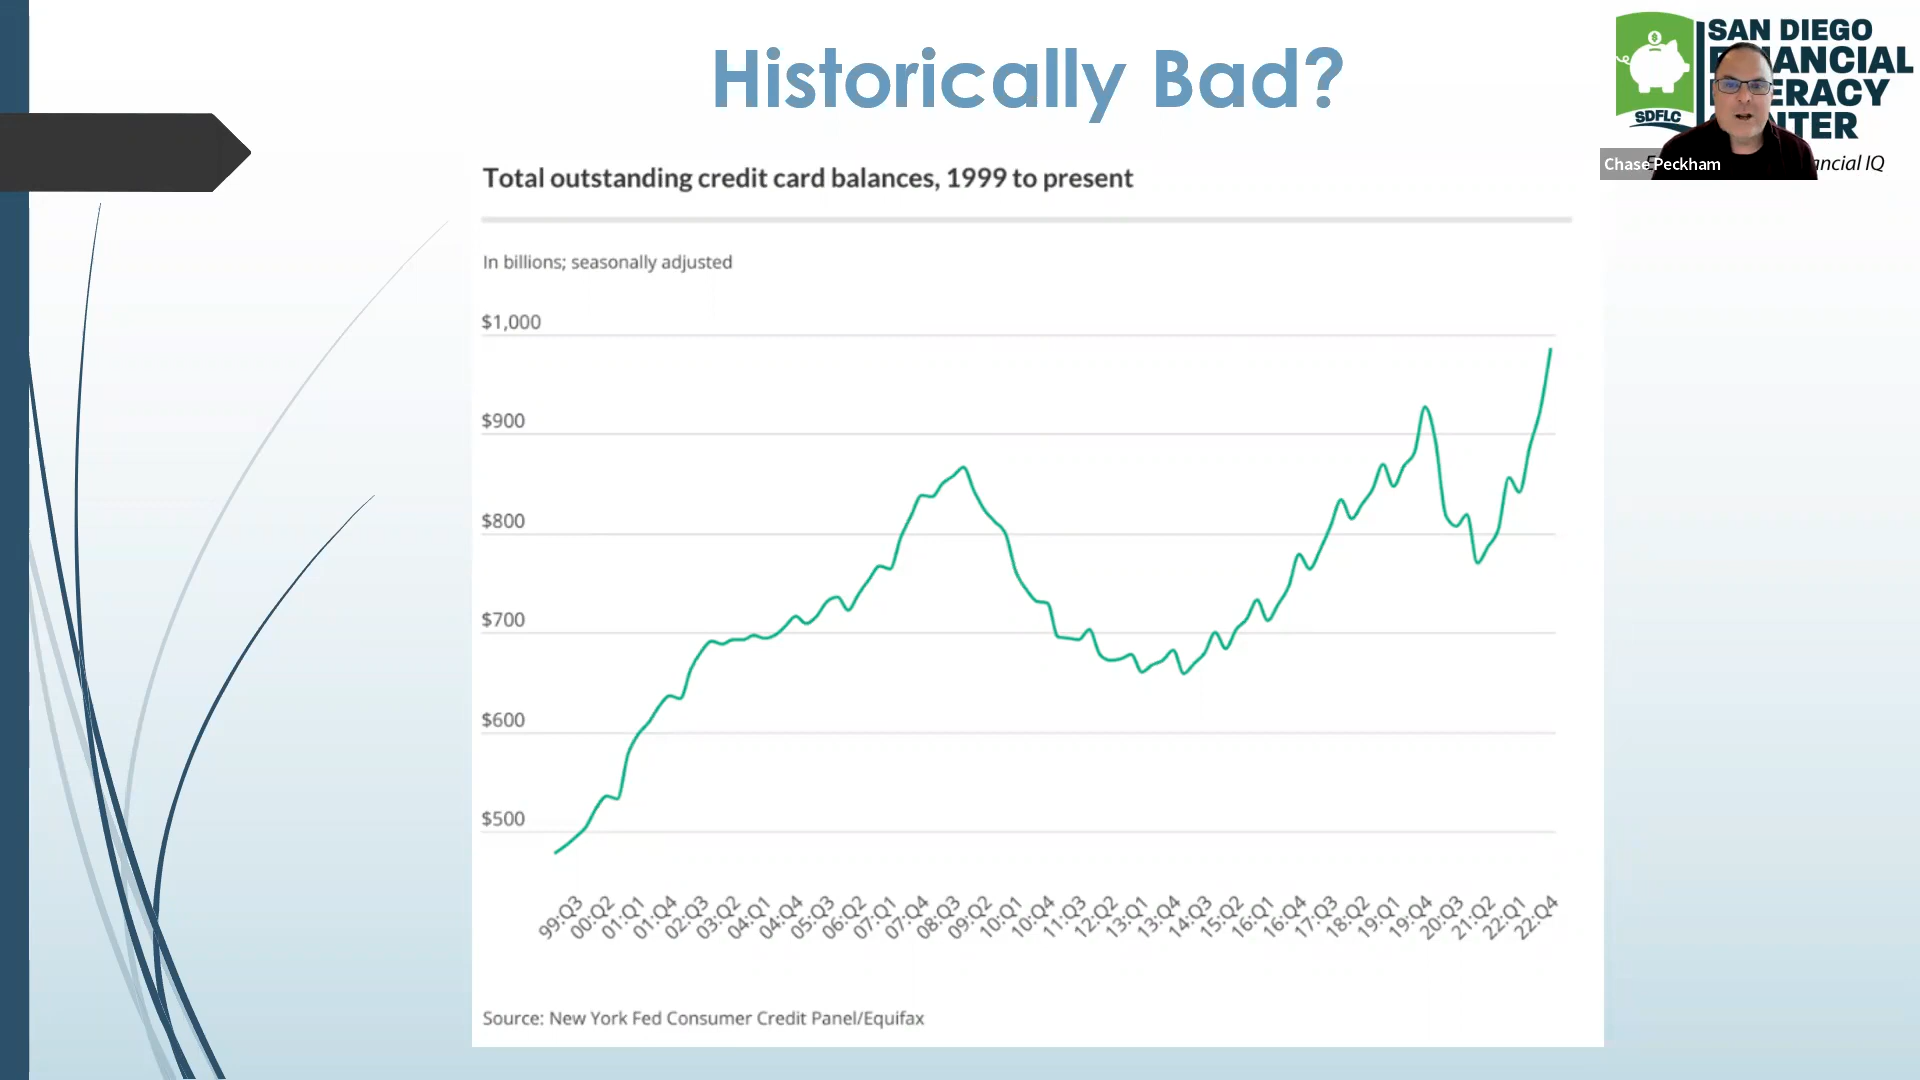 Historically Bad?
SAN DIEGO
ANCIAL
ERACY
TER
SDFLC
Chase Peckham
ncial IQ
Total outstanding credit card balances, 1999 to present
In billions; seasonally adjusted
$1,000
$900
$800
$700
$600
$500
99:Q3
00:Q2
01:Q1
01:Q4
02:Q3
03:Q2
04:Q1
04:Q4
05:Q3
06:Q2
07:Q1
07:Q4
08:Q3
09:Q2
10:Q1
10:Q4
11:Q3
12:Q2
13:Q1
13:Q4
14:Q3
15:Q2
16:Q1
16:Q4
17:Q3
18:Q2
19:Q1
19:Q4
20:Q3
21:Q2
22:Q1
22:Q4
Source: New York Fed Consumer Credit Panel/Equifax